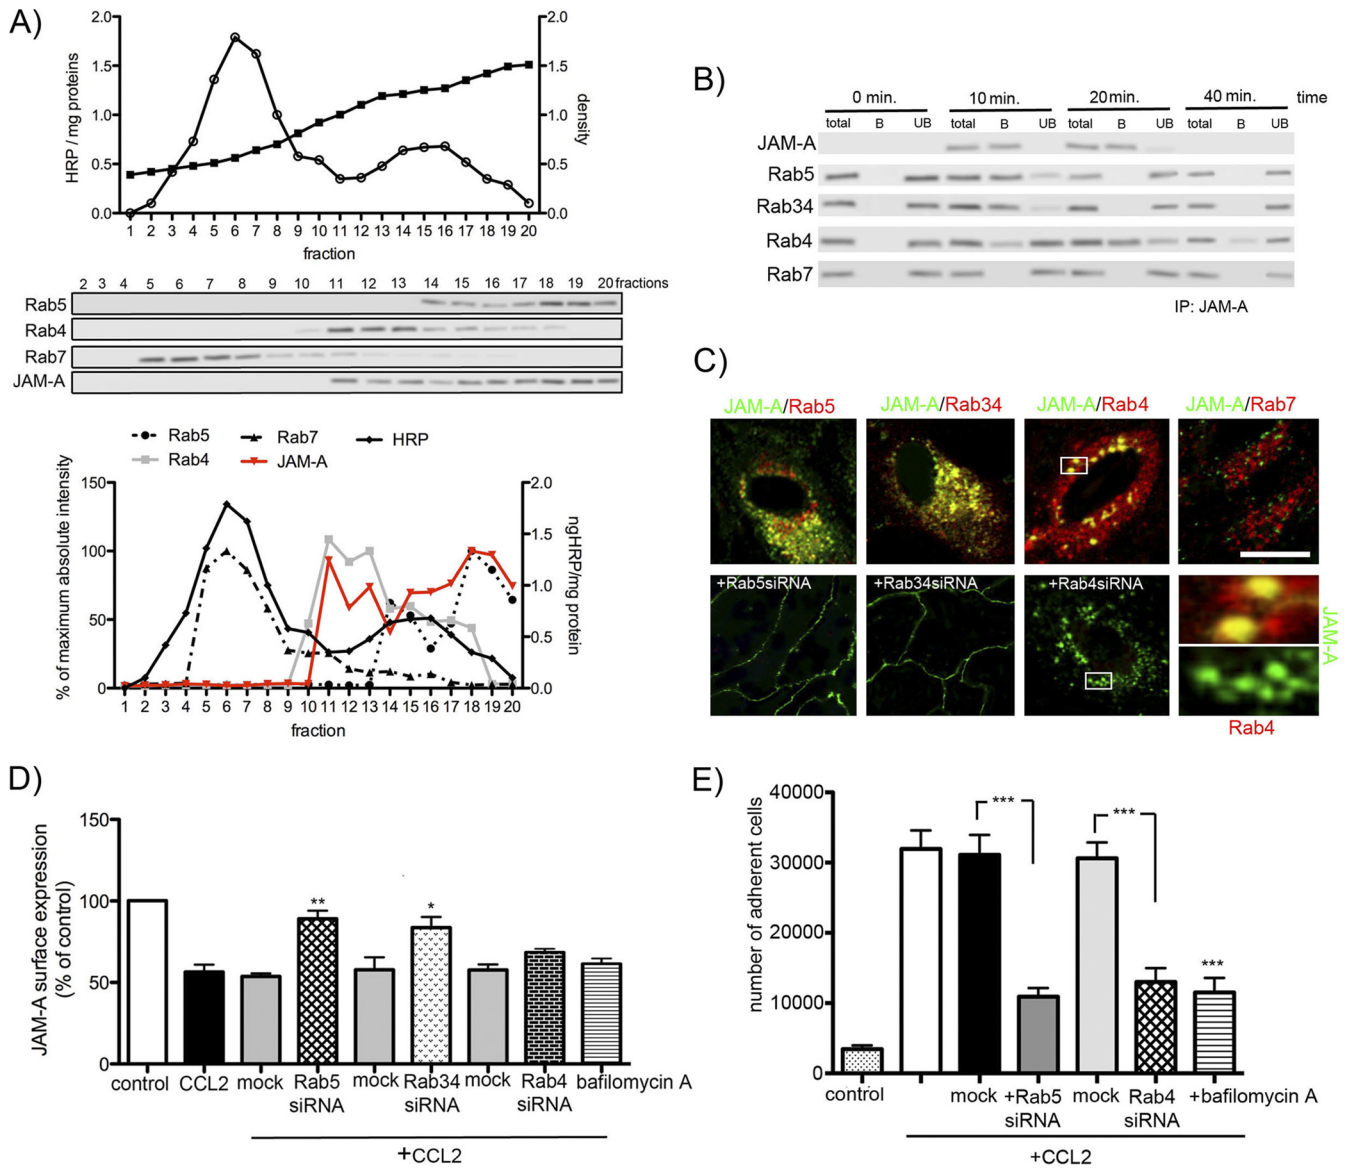 A)
2.0
1.5
1.0
0.5
0.0
HRP / mg proteins
2.0
1.5
1.0
0.5
0.0
density
1 2 3 4 5 6 7 8 9 10 11 12 13 14 15 16 17 18 19 20
fraction
2 3 4 5 6 7 8 9 10 11 12 13 14 15 16 17 18 19 20 fractions
Rab5
Rab4
Rab7
JAM-A
Rab5 Rab7 HRP
Rab4 JAM-A
150
100
50
0
% of maximum absolute intensity
2.0
1.5
1.0
0.5
0.0
ngHRP/mg protein
1 2 3 4 5 6 7 8 9 10 11 12 13 14 15 16 17 18 19 20
fraction
B)
0 min. 10 min. 20min. 40 min. time
total B UB total B UB total B UB total B UB
JAM-A
Rab5
Rab34
Rab4
Rab7
IP: JAM-A
C)
JAM-A/Rab5 JAM-A/Rab34 JAM-A/Rab4 JAM-A/Rab7
+Rab5siRNA +Rab34siRNA +Rab4siRNA
JAM-A
Rab4
D)
150
100
50
0
JAM-A surface expression
(% of control)
** *
control CCL2 mock Rab5 mock Rab34 mock Rab4 bafilomycin A
siRNA siRNA siRNA
+CCL2
E)
40000
30000
20000
10000
0
number of adherent cells
*** ***
***
control mock +Rab5 mock Rab4 +bafilomycin A
siRNA siRNA
+CCL2